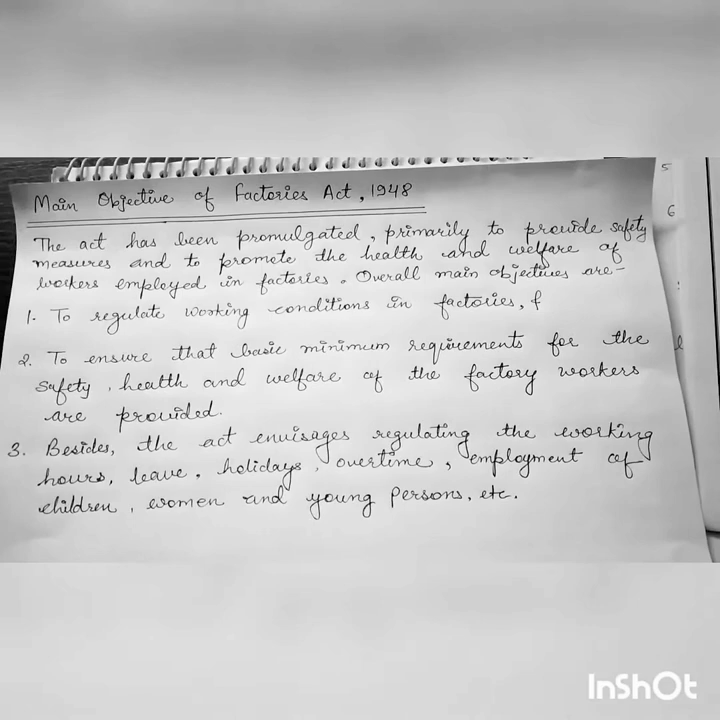 Main Objective of Factories Act, 1948
The act has been promulgated, primarily to provide safety
measures and to promote the health and welfare of
workers employed in factories. Overall main objectives are-
1. To regulate working conditions in factories, &
2. To ensure that basic minimum requirements for the
safety, health and welfare of the factory workers
are provided.
3. Besides, the act envisages regulating the working
hours, leave, holidays, overtime, employment of
children, women and young persons, etc.
5
6
InShOt